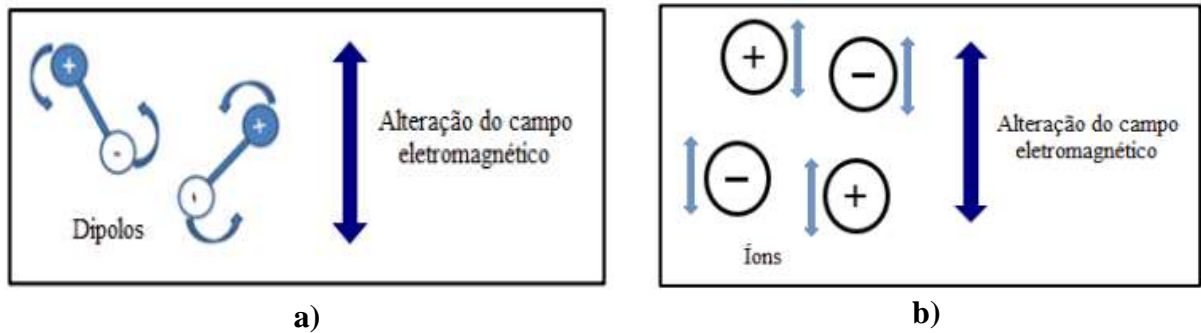 +
-
+
-
Dipolos
Alteração do campo
eletromagnético
a)
+
−
−
+
Íons
Alteração do campo
eletromagnético
b)